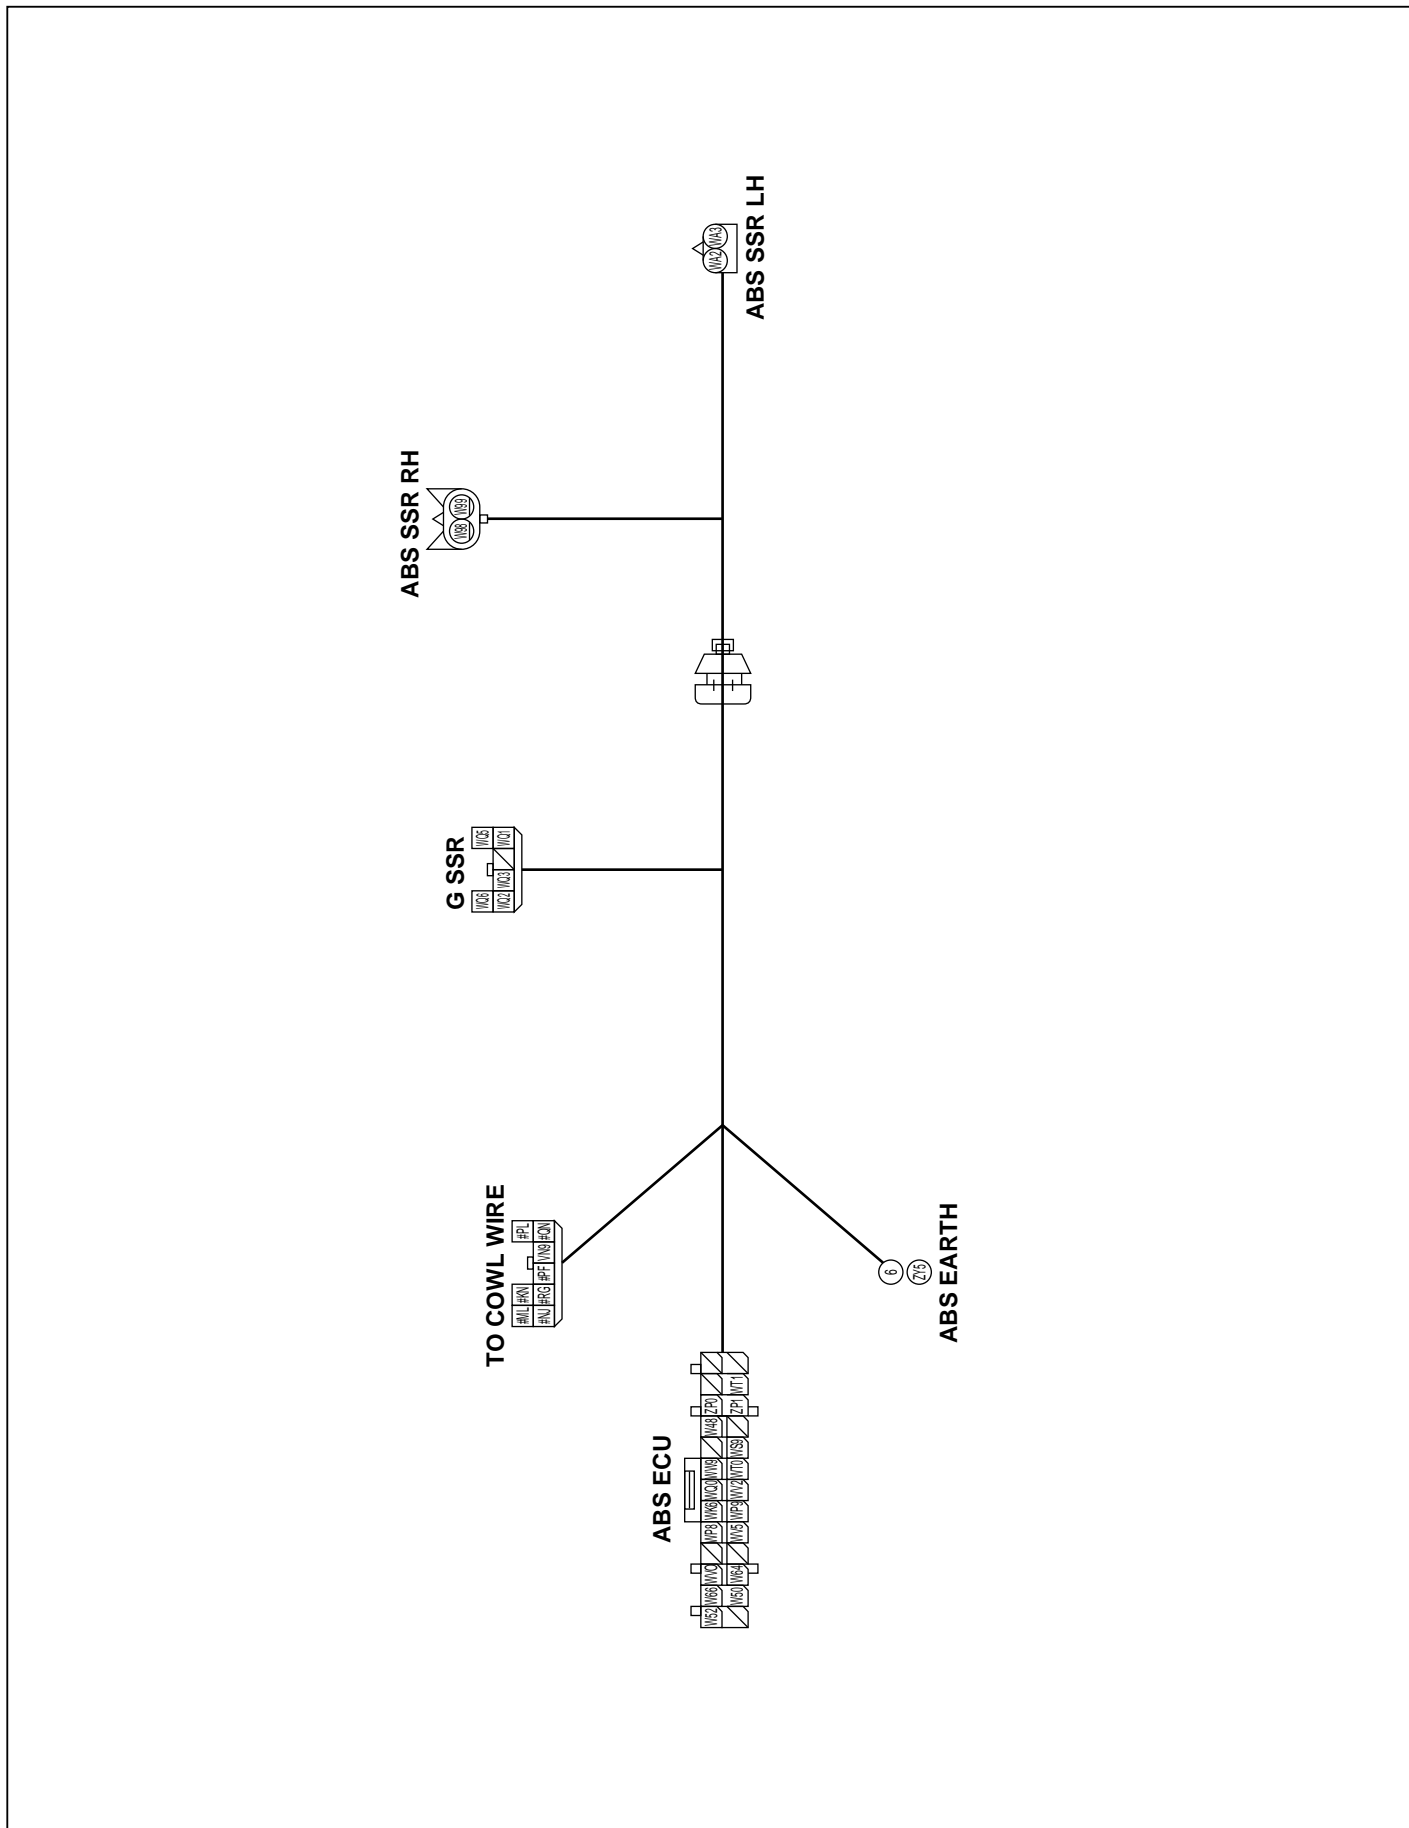 ABS SSR RH
W98 W99
G SSR
WQ6 WQ5
WQ2 WQ3 WQ1
TO COWL WIRE
#ML #KN #PL
#NJ #RG #PF VN9 #QN
ABS ECU
W52 W66 WVO WP8 WK6 WQ0 WW9 W48 ZP0
W50 W64 WV5 WP9 WV2 WT0 WS9 ZP1 WT1
WA2 WA3
ABS SSR LH
6
ZY5
ABS EARTH